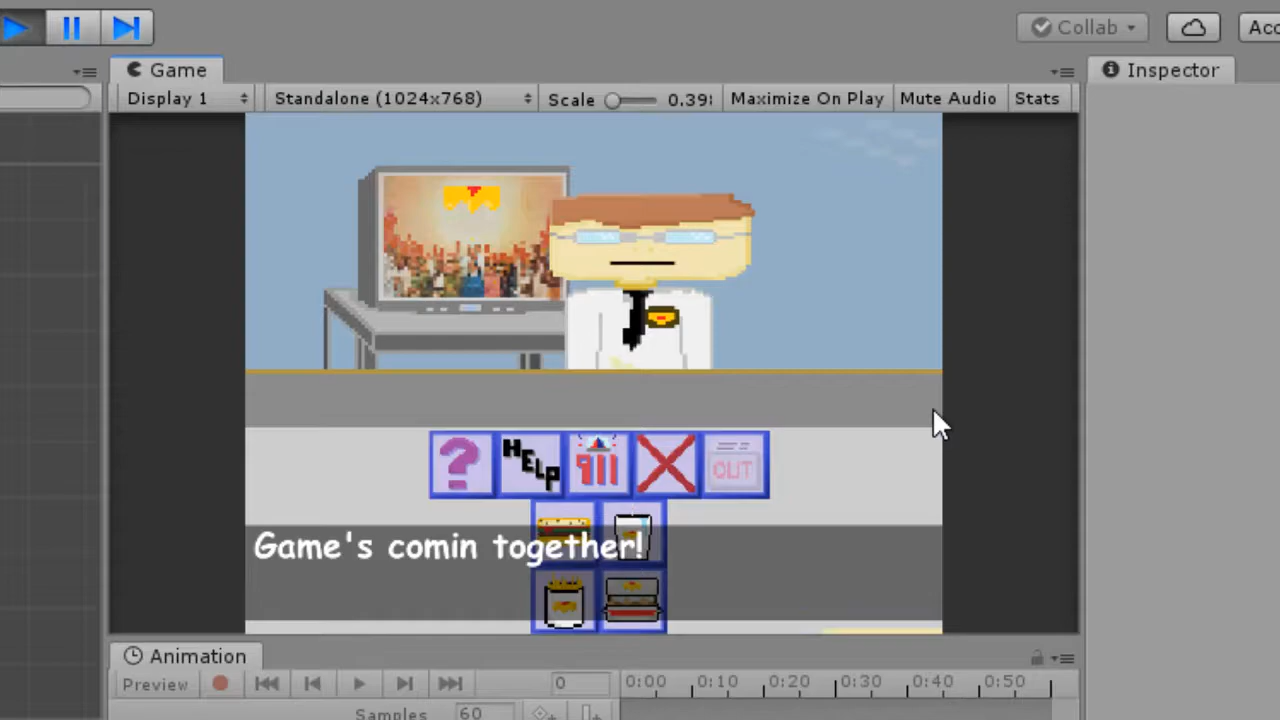 Collab
Acc
Game
Inspector
Display 1
Standalone (1024x768)
Scale
0.39
Maximize On Play
Mute Audio
Stats
?
HELP
911
OUT
Game's comin together!
Animation
Preview
0
0:00
0:10
0:20
0:30
0:40
0:50
Samples
60